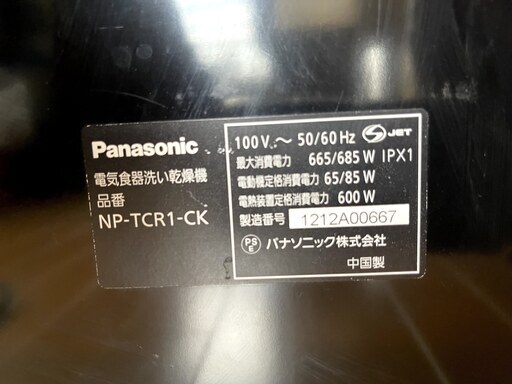 Panasonic
電気食器洗い乾燥機
品番
NP-TCR1-CK
100 V 〜 50/60 Hz JET
最大消費電力 665/685 W IPX1
電動機定格消費電力 65/85 W
電熱装置定格消費電力 600 W
製造番号 1212A00667
PSE パナソニック株式会社
中国製